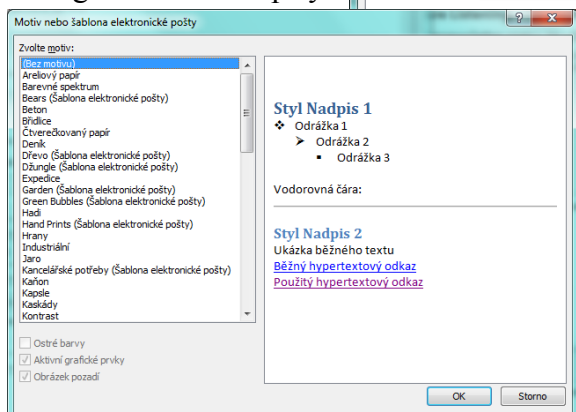 Motiv nebo šablona elektronické pošty
Zvolte motiv:
(Bez motivu)
Areliový papír
Barevné spektrum
Bears (Šablona elektronické pošty)
Beton
Břidlice
Čtverečkovaný papír
Deník
Dřevo (Šablona elektronické pošty)
Džungle (Šablona elektronické pošty)
Expedice
Garden (Šablona elektronické pošty)
Green Bubbles (Šablona elektronické pošty)
Hadi
Hand Prints (Šablona elektronické pošty)
Hrany
Industriální
Jaro
Kancelářské potřeby (Šablona elektronické pošty)
Kaňon
Kapsle
Kaskády
Kontrast
Ostré barvy
Aktivní grafické prvky
Obrázek pozadí
Styl Nadpis 1
Odrážka 1
Odrážka 2
Odrážka 3
Vodorovná čára:
Styl Nadpis 2
Ukázka běžného textu
Běžný hypertextový odkaz
Použitý hypertextový odkaz
OK
Storno